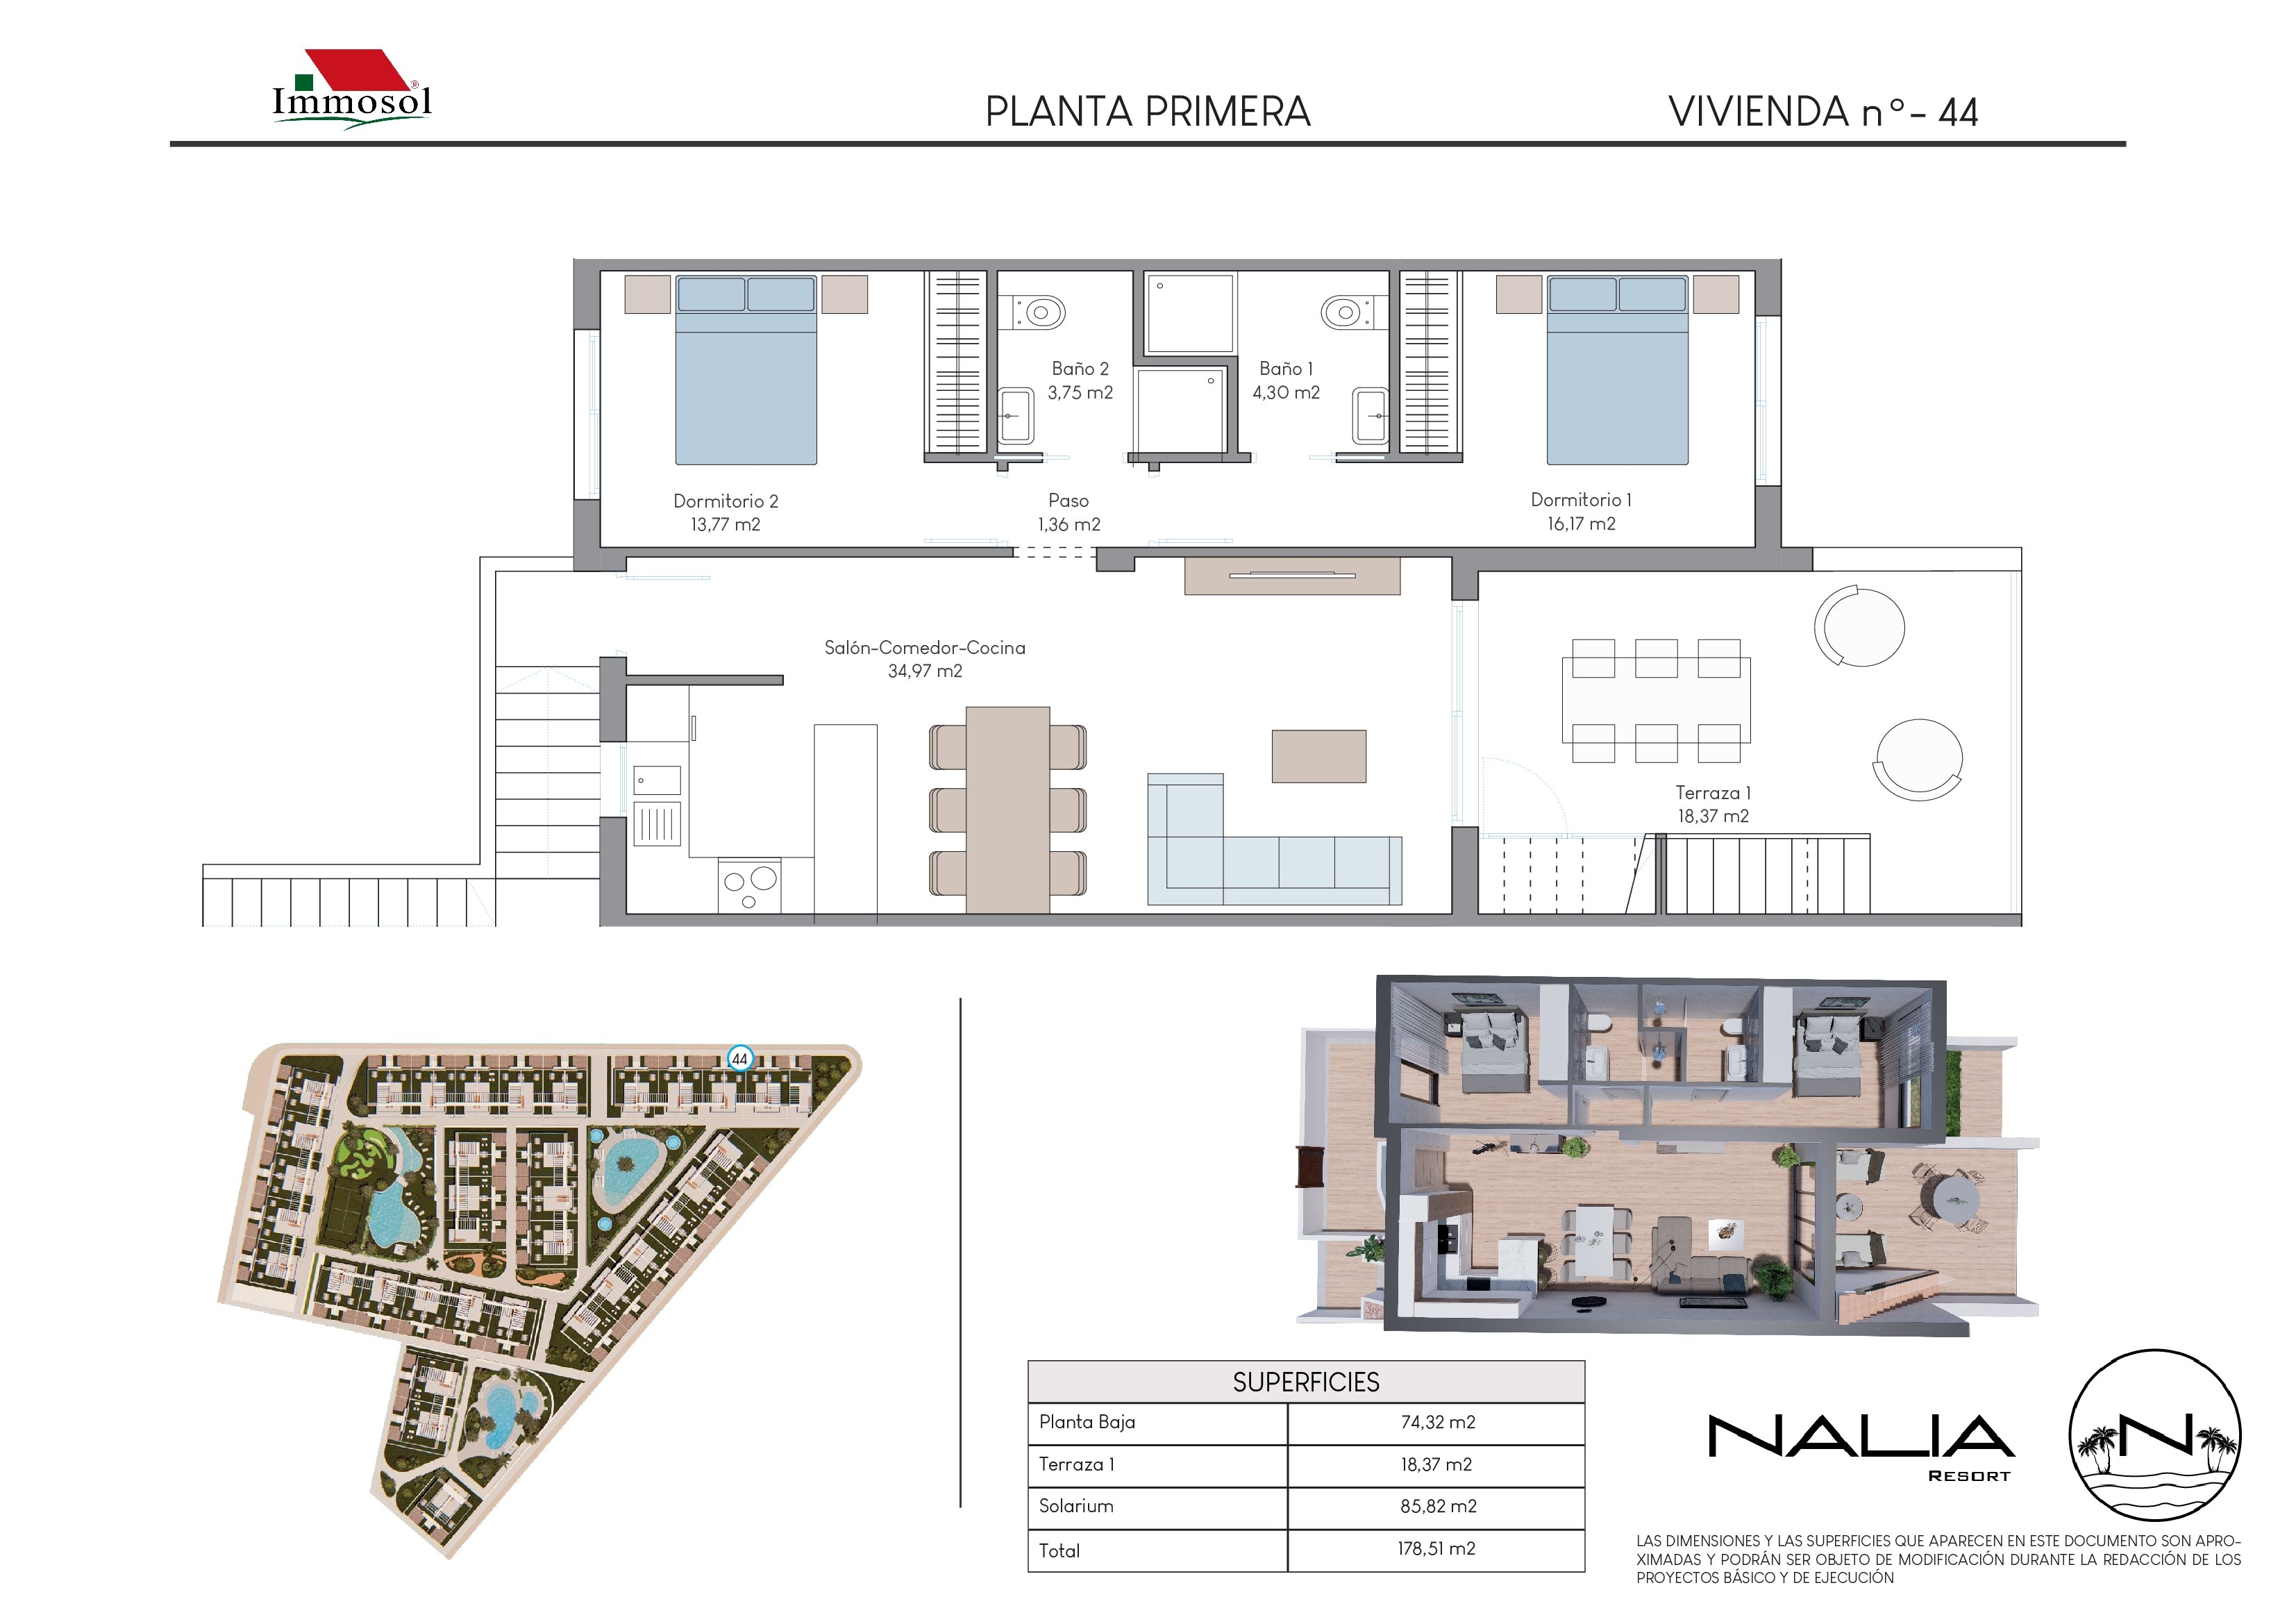 Immosol®
PLANTA PRIMERA
VIVIENDA nº- 44
Baño 2
3,75 m2
Baño 1
4,30 m2
Dormitorio 2
13,77 m2
Paso
1,36 m2
Dormitorio 1
16,17 m2
Salón-Comedor-Cocina
34,97 m2
Terraza 1
18,37 m2
44
SUPERFICIES
Planta Baja 74,32 m2
Terraza 1 18,37 m2
Solarium 85,82 m2
Total 178,51 m2
NALIA
RESORT
N
LAS DIMENSIONES Y LAS SUPERFICIES QUE APARECEN EN ESTE DOCUMENTO SON APRO-
XIMADAS Y PODRÁN SER OBJETO DE MODIFICACIÓN DURANTE LA REDACCIÓN DE LOS
PROYECTOS BÁSICO Y DE EJECUCIÓN